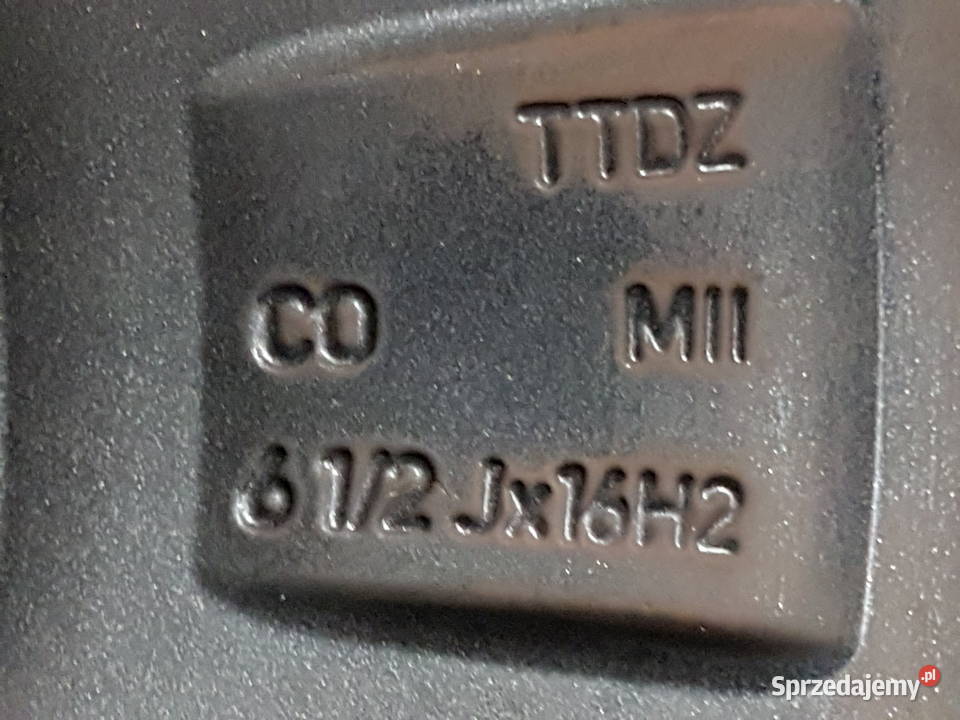 TTDZ
CO MII
6 1/2 Jx16H2
Sprzedajemy.pl